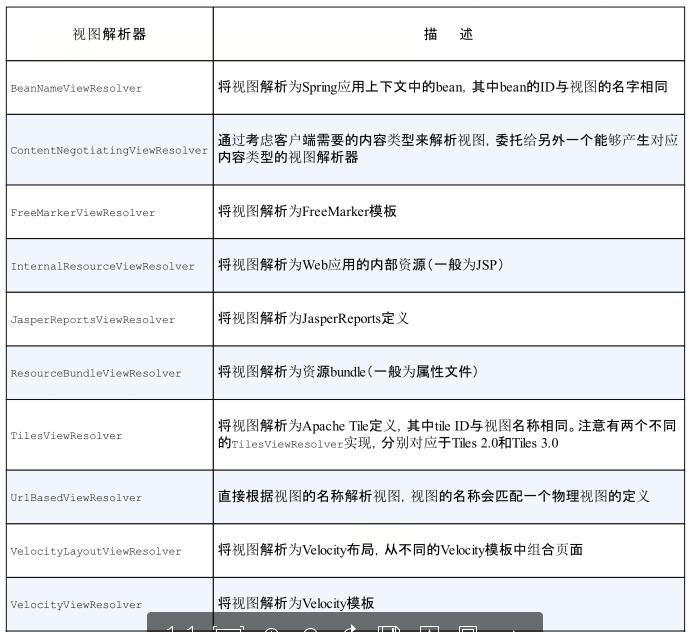 视图解析器 描 述
BeanNameViewResolver 将视图解析为Spring应用上下文中的bean，其中bean的ID与视图的名字相同
ContentNegotiatingViewResolver 通过考虑客户端需要的内容类型来解析视图，委托给另外一个能够产生对应
内容类型的视图解析器
FreeMarkerViewResolver 将视图解析为FreeMarker模板
InternalResourceViewResolver 将视图解析为Web应用的内部资源（一般为JSP）
JasperReportsViewResolver 将视图解析为JasperReports定义
ResourceBundleViewResolver 将视图解析为资源bundle（一般为属性文件）
TilesViewResolver 将视图解析为Apache Tile定义，其中tile ID与视图名称相同。注意有两个不同
的TilesViewResolver实现，分别对应于Tiles 2.0和Tiles 3.0
UrlBasedViewResolver 直接根据视图的名称解析视图，视图的名称会匹配一个物理视图的定义
VelocityLayoutViewResolver 将视图解析为Velocity布局，从不同的Velocity模板中组合页面
VelocityViewResolver 将视图解析为Velocity模板